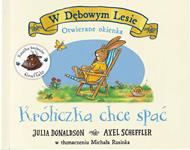 W Dębowym Lesie
Otwierane okienka
Króliczka chce spać
JULIA DONALDSON AXEL SCHEFFLER
w tłumaczeniu Michała Rusinka